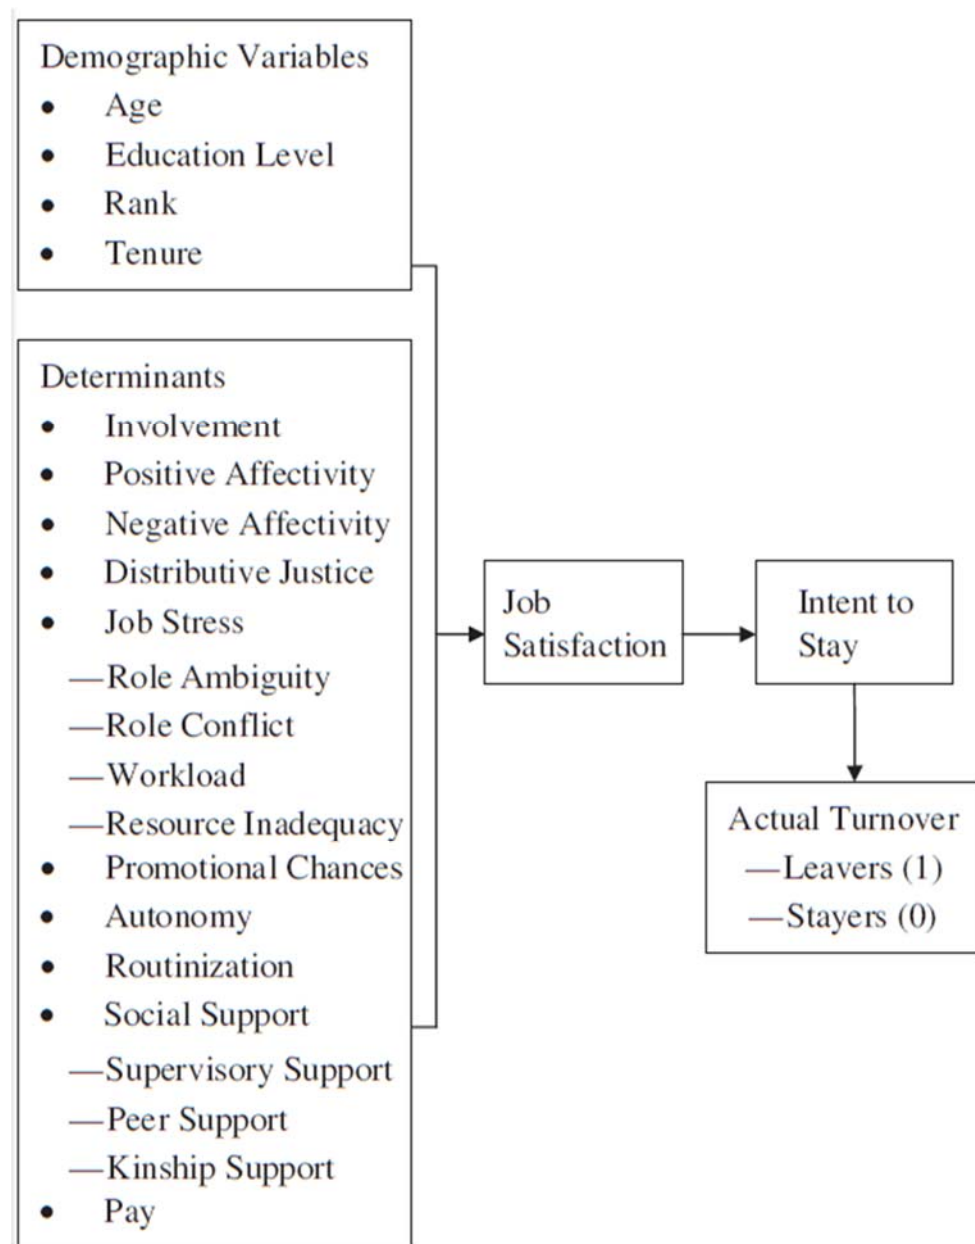 Demographic Variables
• Age
• Education Level
• Rank
• Tenure
Determinants
• Involvement
• Positive Affectivity
• Negative Affectivity
• Distributive Justice
• Job Stress
—Role Ambiguity
—Role Conflict
—Workload
—Resource Inadequacy
• Promotional Chances
• Autonomy
• Routinization
• Social Support
—Supervisory Support
—Peer Support
—Kinship Support
• Pay
Job
Satisfaction
Intent to
Stay
Actual Turnover
—Leavers (1)
—Stayers (0)